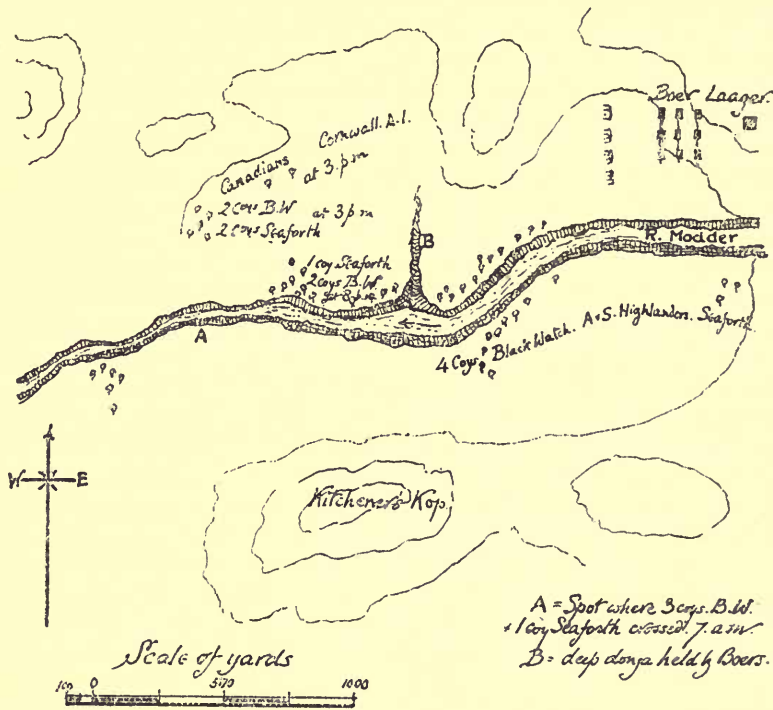 Boer Laager.
Cornwall. A.I.
Canadians at 3. p m
2 Coys B.W at 3 p m
2 Coys Seaforth
B
R. Modder
1 coy Seaforth
2 Coys B.W.
A
4 Coys Black Watch. A & S. Highlanders. Seaforth
W E
Kitcheners' Kop.
A = Spot where 3 coys. B.W.
+ 1 coy Seaforth crossed. 7. a.m.
B = deep donga held by Boers.
Scale of yards
100 0 500 1000